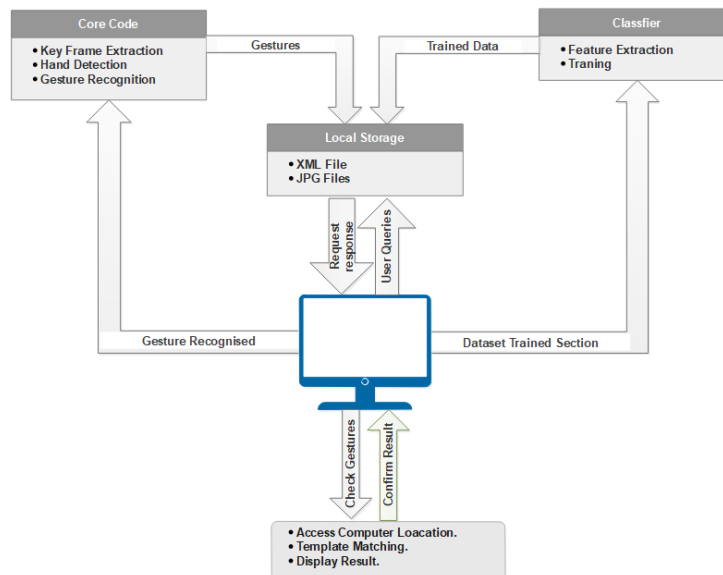 Core Code
• Key Frame Extraction
• Hand Detection
• Gesture Recognition
Gestures
Trained Data
Classfier
• Feature Extraction
• Traning
Local Storage
• XML File
• JPG Files
Request
response
User Queries
Gesture Recognised
Dataset Trained Section
Check Gestures
Confirm Result
• Access Computer Loacation.
• Template Matching.
• Display Result.